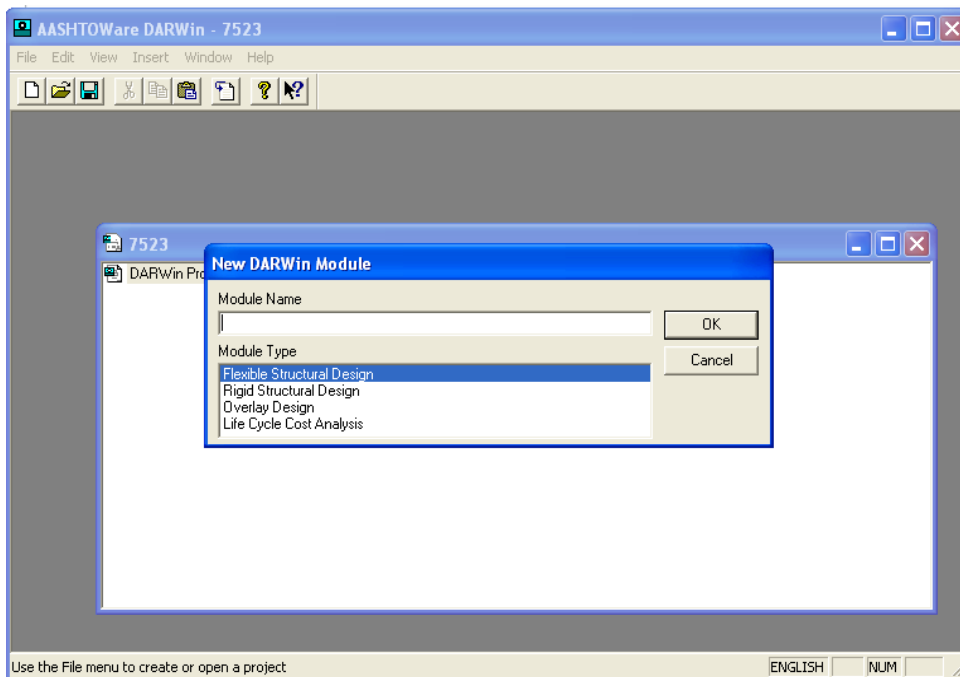 AASHTOWare DARWin - 7523
File Edit View Insert Window Help
7523
DARWin Pro
New DARWin Module
Module Name
OK
Module Type
Cancel
Flexible Structural Design
Rigid Structural Design
Overlay Design
Life Cycle Cost Analysis
Use the File menu to create or open a project
ENGLISH NUM